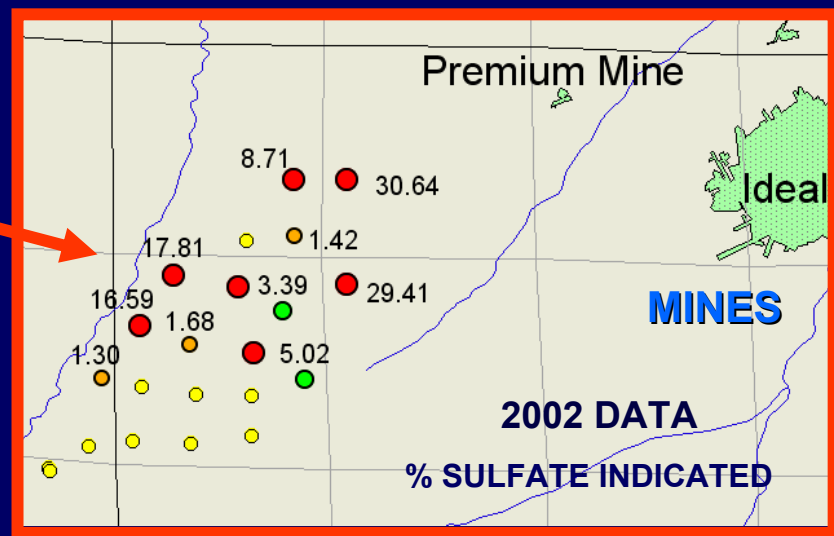 Premium Mine
8.71
30.64
Ideal
1.42
17.81
3.39
29.41
16.59
MINES
1.68
1.30
5.02
2002 DATA
% SULFATE INDICATED